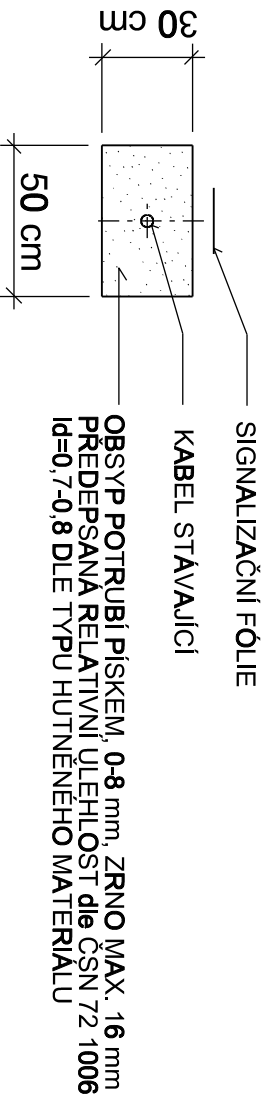 SIGNALIZAČNÍ FÓLIE
KABEL STÁVAJÍCÍ
OBSYP POTRUBÍ PÍSKEM, 0-8 mm, ZRNO MAX. 16 mm
PŘEDEPSANÁ RELATIVNÍ ULEHLOST dle ČSN 72 1006
Id=0,7-0,8 DLE TYPU HUTNĚNÉHO MATERIÁLU
30 cm
50 cm